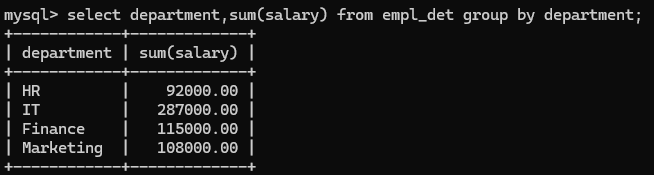 mysql> select department,sum(salary) from empl_det group by department;
+------------+-------------+
| department | sum(salary) |
+------------+-------------+
| HR         |    92000.00 |
| IT         |   287000.00 |
| Finance    |   115000.00 |
| Marketing  |   108000.00 |
+------------+-------------+